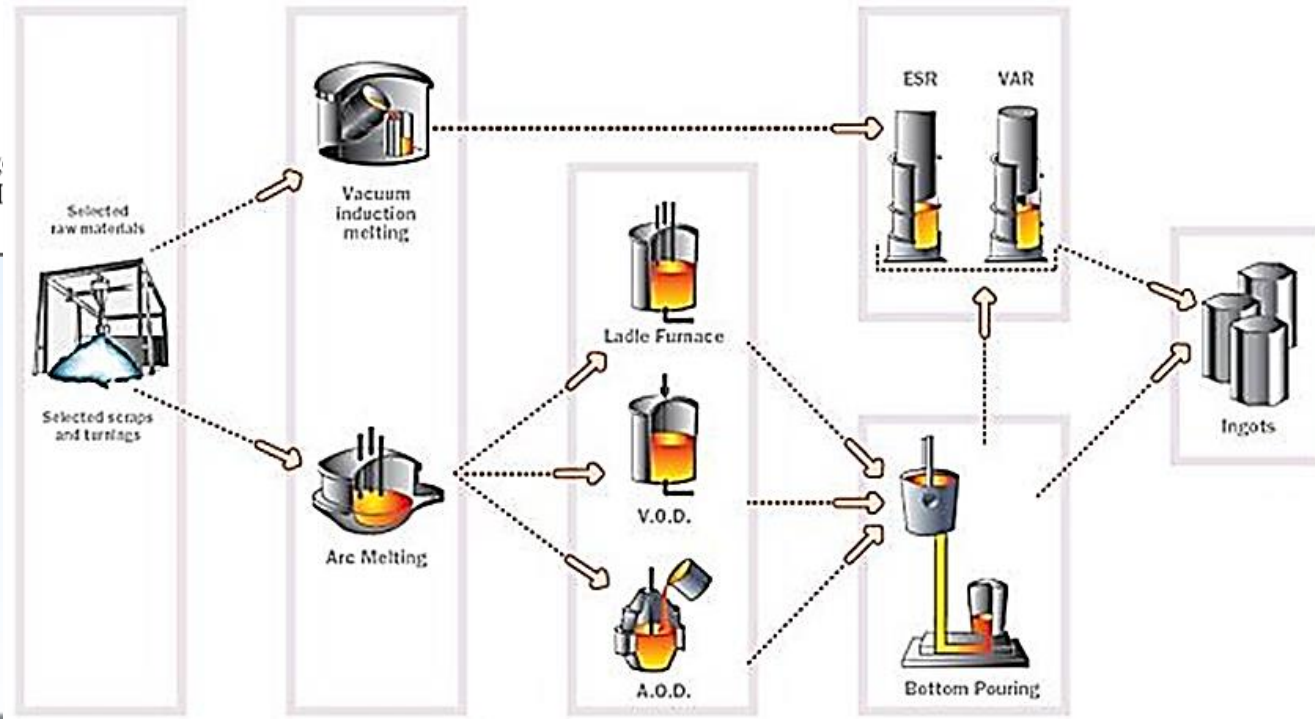 Selected
raw materials
Selected scraps
and turnings
Vacuum
induction
melting
Arc Melting
Ladle Furnace
V.O.D.
A.O.D.
ESR
VAR
Bottom Pouring
Ingots